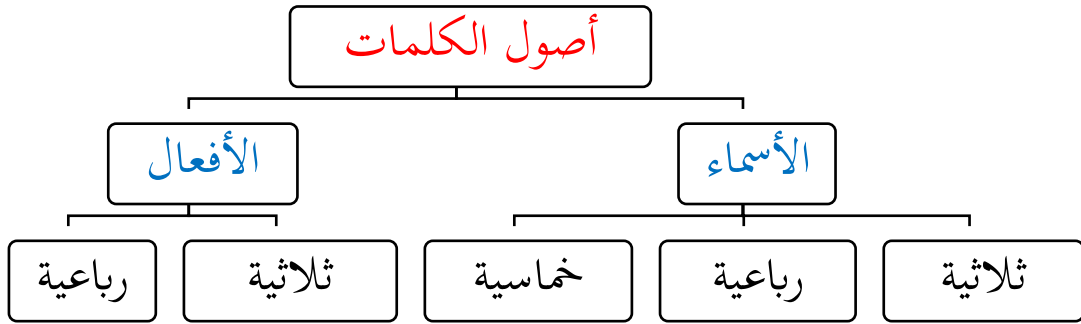 أصول الكلمات
الأسماء
الأفعال
ثلاثية
رباعية
خماسية
ثلاثية
رباعية